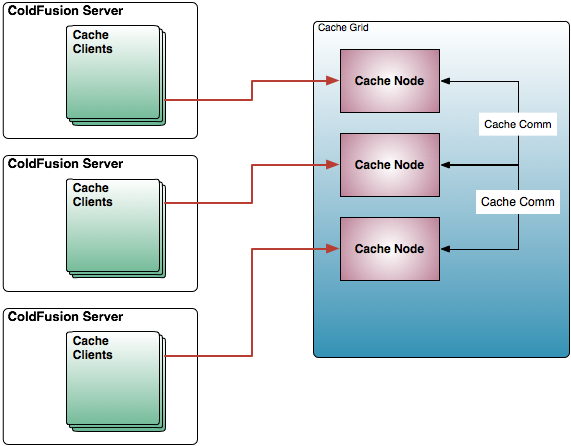 ColdFusion Server
Cache
Clients
ColdFusion Server
Cache
Clients
ColdFusion Server
Cache
Clients
Cache Grid
Cache Node
Cache Comm
Cache Node
Cache Comm
Cache Node